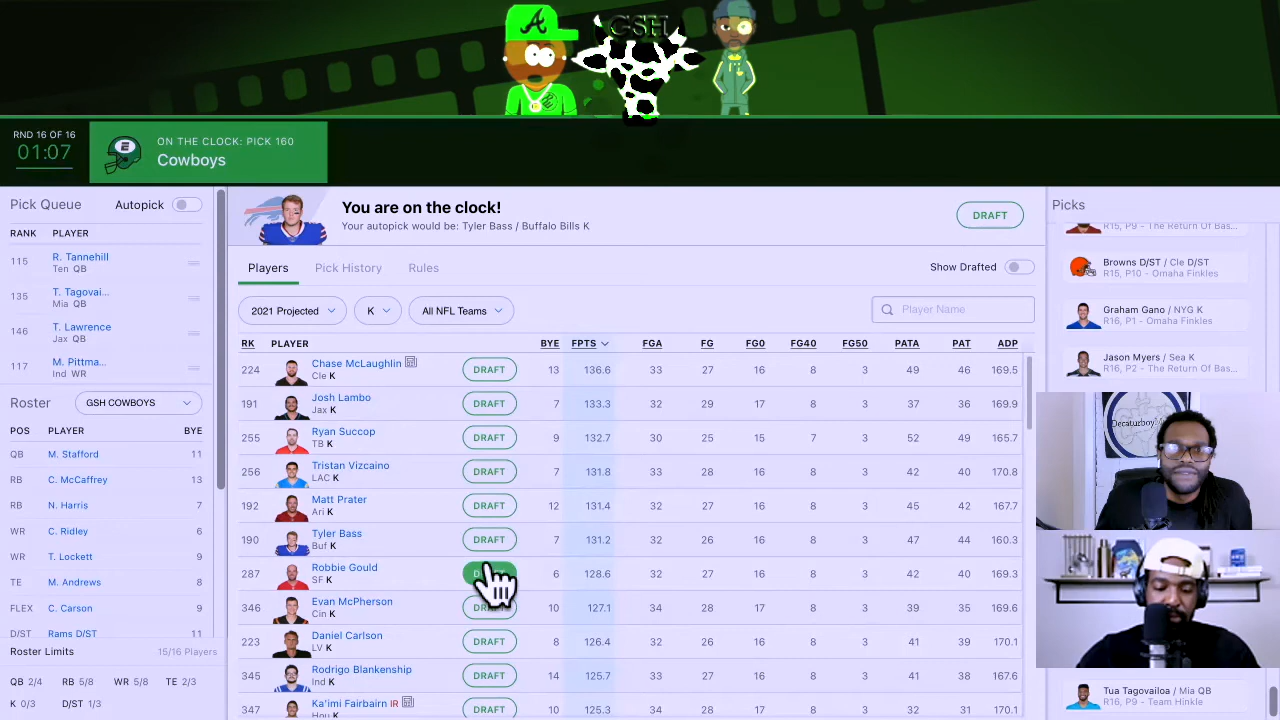 GSH
A
RND 16 OF 16
01:07
ON THE CLOCK: PICK 160
Cowboys
Pick Queue
Autopick
RANK PLAYER
115 R. Tannehill
Ten QB
135 T. Tagovai...
Mia QB
146 T. Lawrence
Jax QB
117 M. Pittma...
Ind WR
Roster
GSH COWBOYS
POS PLAYER BYE
QB M. Stafford 11
RB C. McCaffrey 13
RB N. Harris 7
WR C. Ridley 6
WR T. Lockett 9
TE M. Andrews 8
FLEX C. Carson 9
D/ST Rams D/ST 11
Roster Limits 15/16 Players
QB 2/4 RB 5/8 WR 5/8 TE 2/3
K 0/3 D/ST 1/3
You are on the clock!
Your autopick would be: Tyler Bass / Buffalo Bills K
DRAFT
Players Pick History Rules
Show Drafted
2021 Projected K All NFL Teams
Player Name
RK PLAYER BYE FPTS FGA FG FG0 FG40 FG50 PATA PAT ADP
224 Chase McLaughlin DRAFT 13 136.6 33 27 16 8 3 49 46 169.5
Cle K
191 Josh Lambo DRAFT 7 133.3 32 29 17 8 3 37 36 169.9
Jax K
255 Ryan Succop DRAFT 9 132.7 30 25 15 7 3 52 49 165.7
TB K
256 Tristan Vizcaino DRAFT 7 131.8 33 28 16 8 3 42 40 170.8
LAC K
192 Matt Prater DRAFT 12 131.4 32 27 16 8 3 45 42 167.7
Ari K
190 Tyler Bass DRAFT 7 131.2 32 26 16 8 3 47 44 160.3
Buf K
287 Robbie Gould 6 128.6 32 27 16 8 3 42 40 169.3
SF K
346 Evan McPherson 10 127.1 34 28 17 8 3 39 35 169.6
Cin K
223 Daniel Carlson DRAFT 8 126.4 32 26 16 8 3 41 39 170.1
LV K
345 Rodrigo Blankenship DRAFT 14 125.7 33 27 16 8 3 41 38 167.6
Ind K
347 Ka'imi Fairbairn IR DRAFT 10 125.3 34 28 17 8 3 32 31 170.1
Hou K
Picks
R15, P9 - The Return Of Bas...
Browns D/ST / Cle D/ST
R15, P10 - Omaha Finkles
Graham Gano / NYG K
R16, P1 - Omaha Finkles
Jason Myers / Sea K
R16, P2 - The Return Of Bas...
Tua Tagovailoa / Mia QB
R16, P9 - Team Hinkle